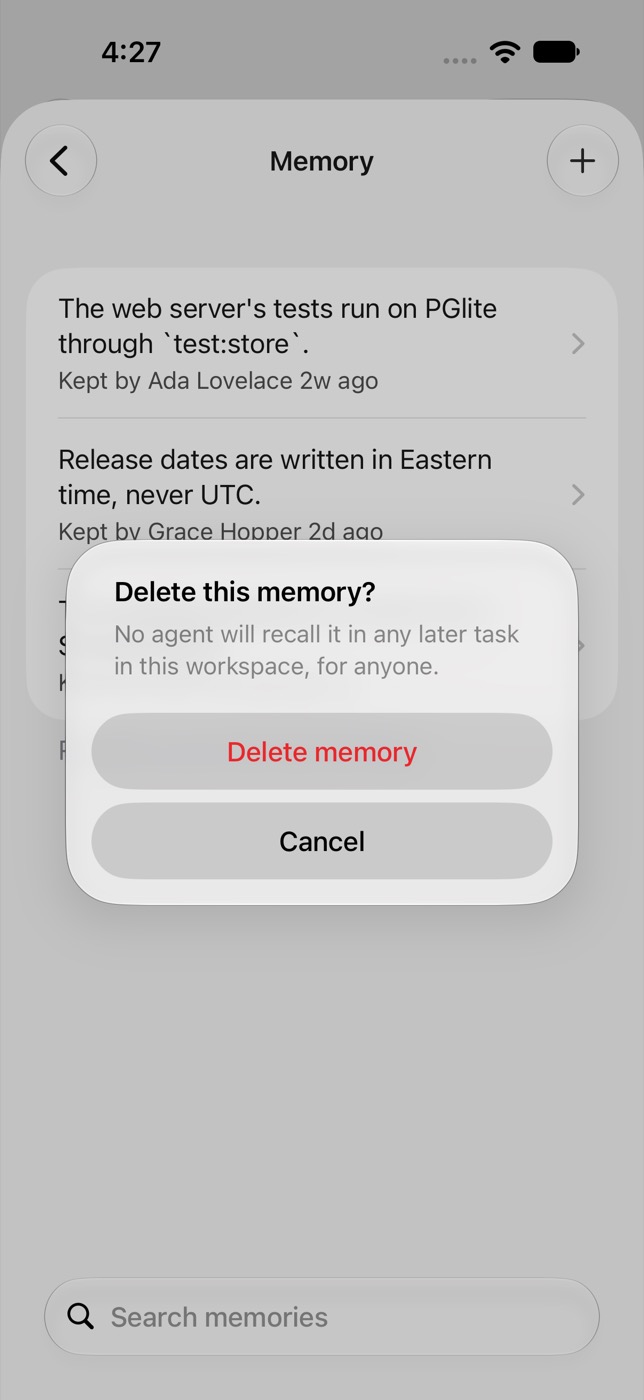 4:27
Memory
The web server's tests run on PGlite
through `test:store`.
Kept by Ada Lovelace 2w ago
Release dates are written in Eastern
time, never UTC.
Kept by Grace Hopper 2d ago
Delete this memory?
No agent will recall it in any later task
in this workspace, for anyone.
Delete memory
Cancel
Search memories